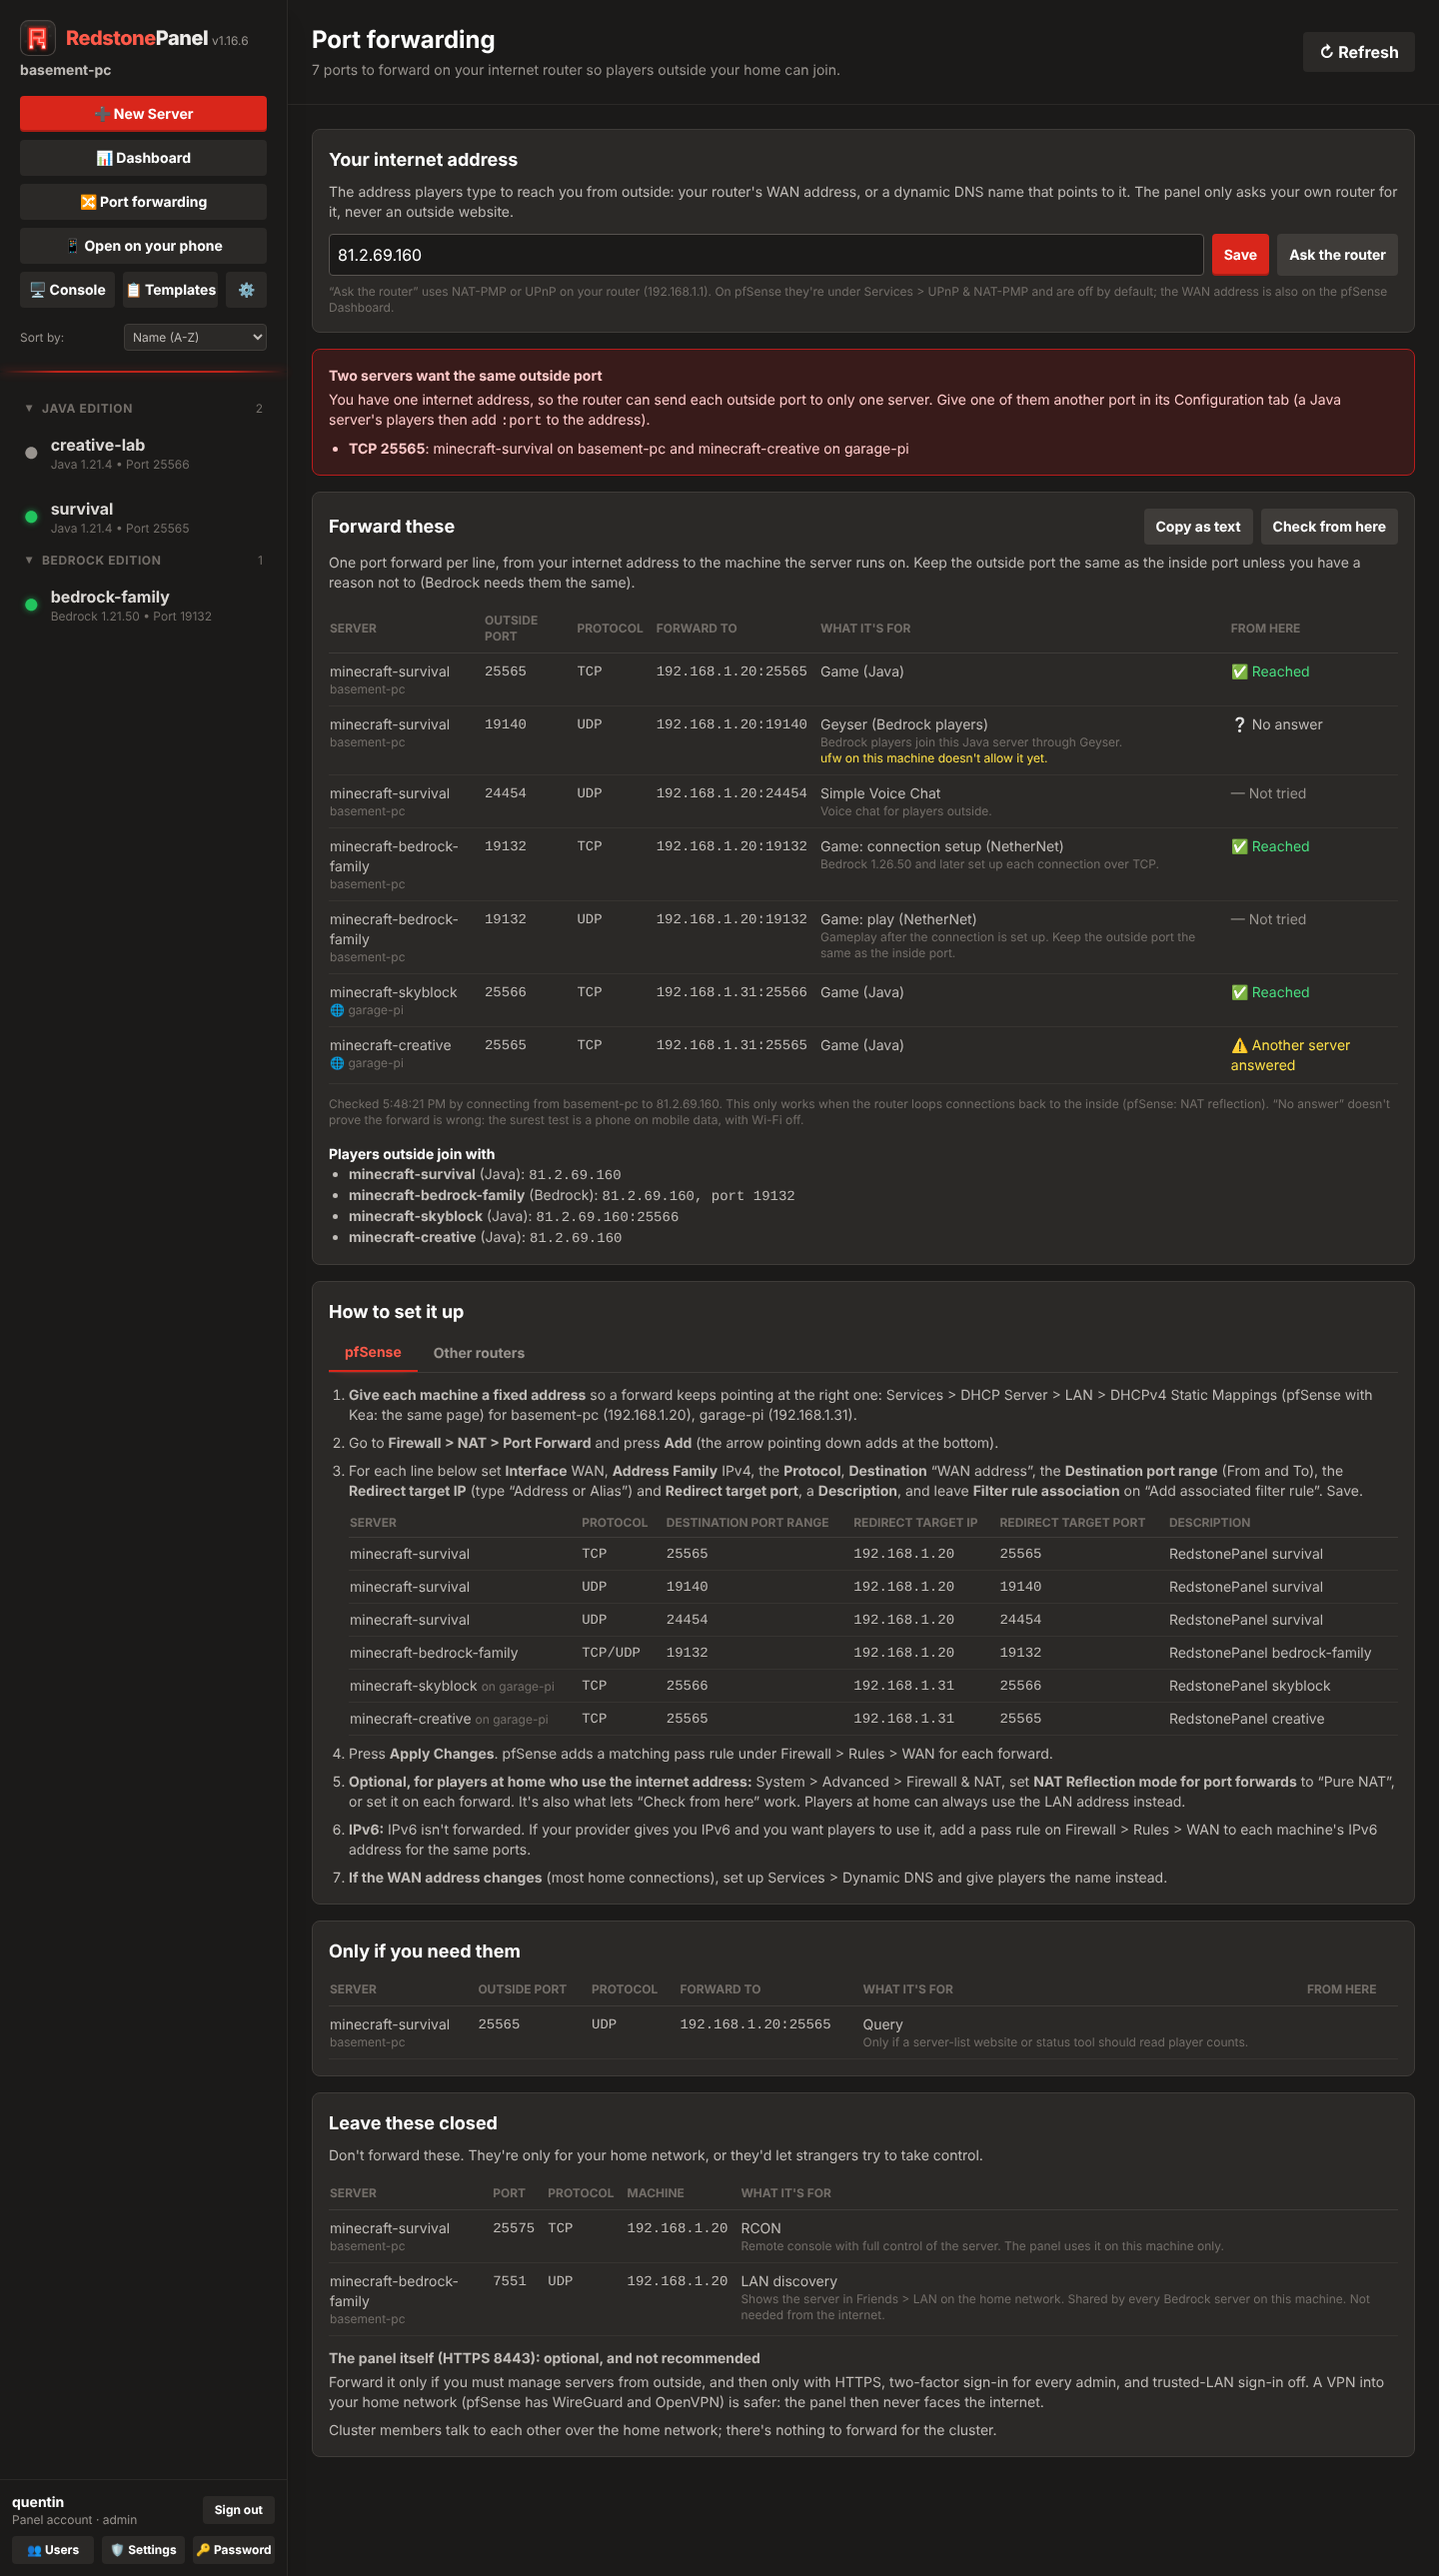 RedstonePanel v1.16.6
basement-pc
➕ New Server
📊 Dashboard
🔀 Port forwarding
📱 Open on your phone
🖥️ Console
📋 Templates
⚙️
Sort by:
Name (A-Z)
▼ JAVA EDITION 2
creative-lab
Java 1.21.4 • Port 25566
survival
Java 1.21.4 • Port 25565
▼ BEDROCK EDITION 1
bedrock-family
Bedrock 1.21.50 • Port 19132
quentin
Panel account · admin
Sign out
👥 Users
🛡️ Settings
🔑 Password
Port forwarding
7 ports to forward on your internet router so players outside your home can join.
↻ Refresh
Your internet address
The address players type to reach you from outside: your router's WAN address, or a dynamic DNS name that points to it. The panel only asks your own router for
it, never an outside website.
81.2.69.160
Save
Ask the router
“Ask the router” uses NAT-PMP or UPnP on your router (192.168.1.1). On pfSense they're under Services > UPnP & NAT-PMP and are off by default; the WAN address is also on the pfSense
Dashboard.
Two servers want the same outside port
You have one internet address, so the router can send each outside port to only one server. Give one of them another port in its Configuration tab (a Java
server's players then add :port to the address).
• TCP 25565: minecraft-survival on basement-pc and minecraft-creative on garage-pi
Forward these
Copy as text
Check from here
One port forward per line, from your internet address to the machine the server runs on. Keep the outside port the same as the inside port unless you have a
reason not to (Bedrock needs them the same).
SERVER OUTSIDE PORT PROTOCOL FORWARD TO WHAT IT'S FOR FROM HERE
minecraft-survival 25565 TCP 192.168.1.20:25565 Game (Java) ✅ Reached
basement-pc
minecraft-survival 19140 UDP 192.168.1.20:19140 Geyser (Bedrock players) ❔ No answer
basement-pc Bedrock players join this Java server through Geyser.
ufw on this machine doesn't allow it yet.
minecraft-survival 24454 UDP 192.168.1.20:24454 Simple Voice Chat — Not tried
basement-pc Voice chat for players outside.
minecraft-bedrock- 19132 TCP 192.168.1.20:19132 Game: connection setup (NetherNet) ✅ Reached
family Bedrock 1.26.50 and later set up each connection over TCP.
basement-pc
minecraft-bedrock- 19132 UDP 192.168.1.20:19132 Game: play (NetherNet) — Not tried
family Gameplay after the connection is set up. Keep the outside port the
basement-pc same as the inside port.
minecraft-skyblock 25566 TCP 192.168.1.31:25566 Game (Java) ✅ Reached
🌐 garage-pi
minecraft-creative 25565 TCP 192.168.1.31:25565 Game (Java) ⚠️ Another server
🌐 garage-pi answered
Checked 5:48:21 PM by connecting from basement-pc to 81.2.69.160. This only works when the router loops connections back to the inside (pfSense: NAT reflection). “No answer” doesn't
prove the forward is wrong: the surest test is a phone on mobile data, with Wi-Fi off.
Players outside join with
• minecraft-survival (Java): 81.2.69.160
• minecraft-bedrock-family (Bedrock): 81.2.69.160, port 19132
• minecraft-skyblock (Java): 81.2.69.160:25566
• minecraft-creative (Java): 81.2.69.160
How to set it up
pfSense
Other routers
1. Give each machine a fixed address so a forward keeps pointing at the right one: Services > DHCP Server > LAN > DHCPv4 Static Mappings (pfSense with
Kea: the same page) for basement-pc (192.168.1.20), garage-pi (192.168.1.31).
2. Go to Firewall > NAT > Port Forward and press Add (the arrow pointing down adds at the bottom).
3. For each line below set Interface WAN, Address Family IPv4, the Protocol, Destination “WAN address”, the Destination port range (From and To), the
Redirect target IP (type “Address or Alias”) and Redirect target port, a Description, and leave Filter rule association on “Add associated filter rule”. Save.
SERVER PROTOCOL DESTINATION PORT RANGE REDIRECT TARGET IP REDIRECT TARGET PORT DESCRIPTION
minecraft-survival TCP 25565 192.168.1.20 25565 RedstonePanel survival
minecraft-survival UDP 19140 192.168.1.20 19140 RedstonePanel survival
minecraft-survival UDP 24454 192.168.1.20 24454 RedstonePanel survival
minecraft-bedrock-family TCP/UDP 19132 192.168.1.20 19132 RedstonePanel bedrock-family
minecraft-skyblock on garage-pi TCP 25566 192.168.1.31 25566 RedstonePanel skyblock
minecraft-creative on garage-pi TCP 25565 192.168.1.31 25565 RedstonePanel creative
4. Press Apply Changes. pfSense adds a matching pass rule under Firewall > Rules > WAN for each forward.
5. Optional, for players at home who use the internet address: System > Advanced > Firewall & NAT, set NAT Reflection mode for port forwards to “Pure NAT”,
or set it on each forward. It's also what lets “Check from here” work. Players at home can always use the LAN address instead.
6. IPv6: IPv6 isn't forwarded. If your provider gives you IPv6 and you want players to use it, add a pass rule on Firewall > Rules > WAN to each machine's IPv6
address for the same ports.
7. If the WAN address changes (most home connections), set up Services > Dynamic DNS and give players the name instead.
Only if you need them
SERVER OUTSIDE PORT PROTOCOL FORWARD TO WHAT IT'S FOR FROM HERE
minecraft-survival 25565 UDP 192.168.1.20:25565 Query
basement-pc Only if a server-list website or status tool should read player counts.
Leave these closed
Don't forward these. They're only for your home network, or they'd let strangers try to take control.
SERVER PORT PROTOCOL MACHINE WHAT IT'S FOR
minecraft-survival 25575 TCP 192.168.1.20 RCON
basement-pc Remote console with full control of the server. The panel uses it on this machine only.
minecraft-bedrock- 7551 UDP 192.168.1.20 LAN discovery
family Shows the server in Friends > LAN on the home network. Shared by every Bedrock server on this machine. Not
basement-pc needed from the internet.
The panel itself (HTTPS 8443): optional, and not recommended
Forward it only if you must manage servers from outside, and then only with HTTPS, two-factor sign-in for every admin, and trusted-LAN sign-in off. A VPN into
your home network (pfSense has WireGuard and OpenVPN) is safer: the panel then never faces the internet.
Cluster members talk to each other over the home network; there's nothing to forward for the cluster.